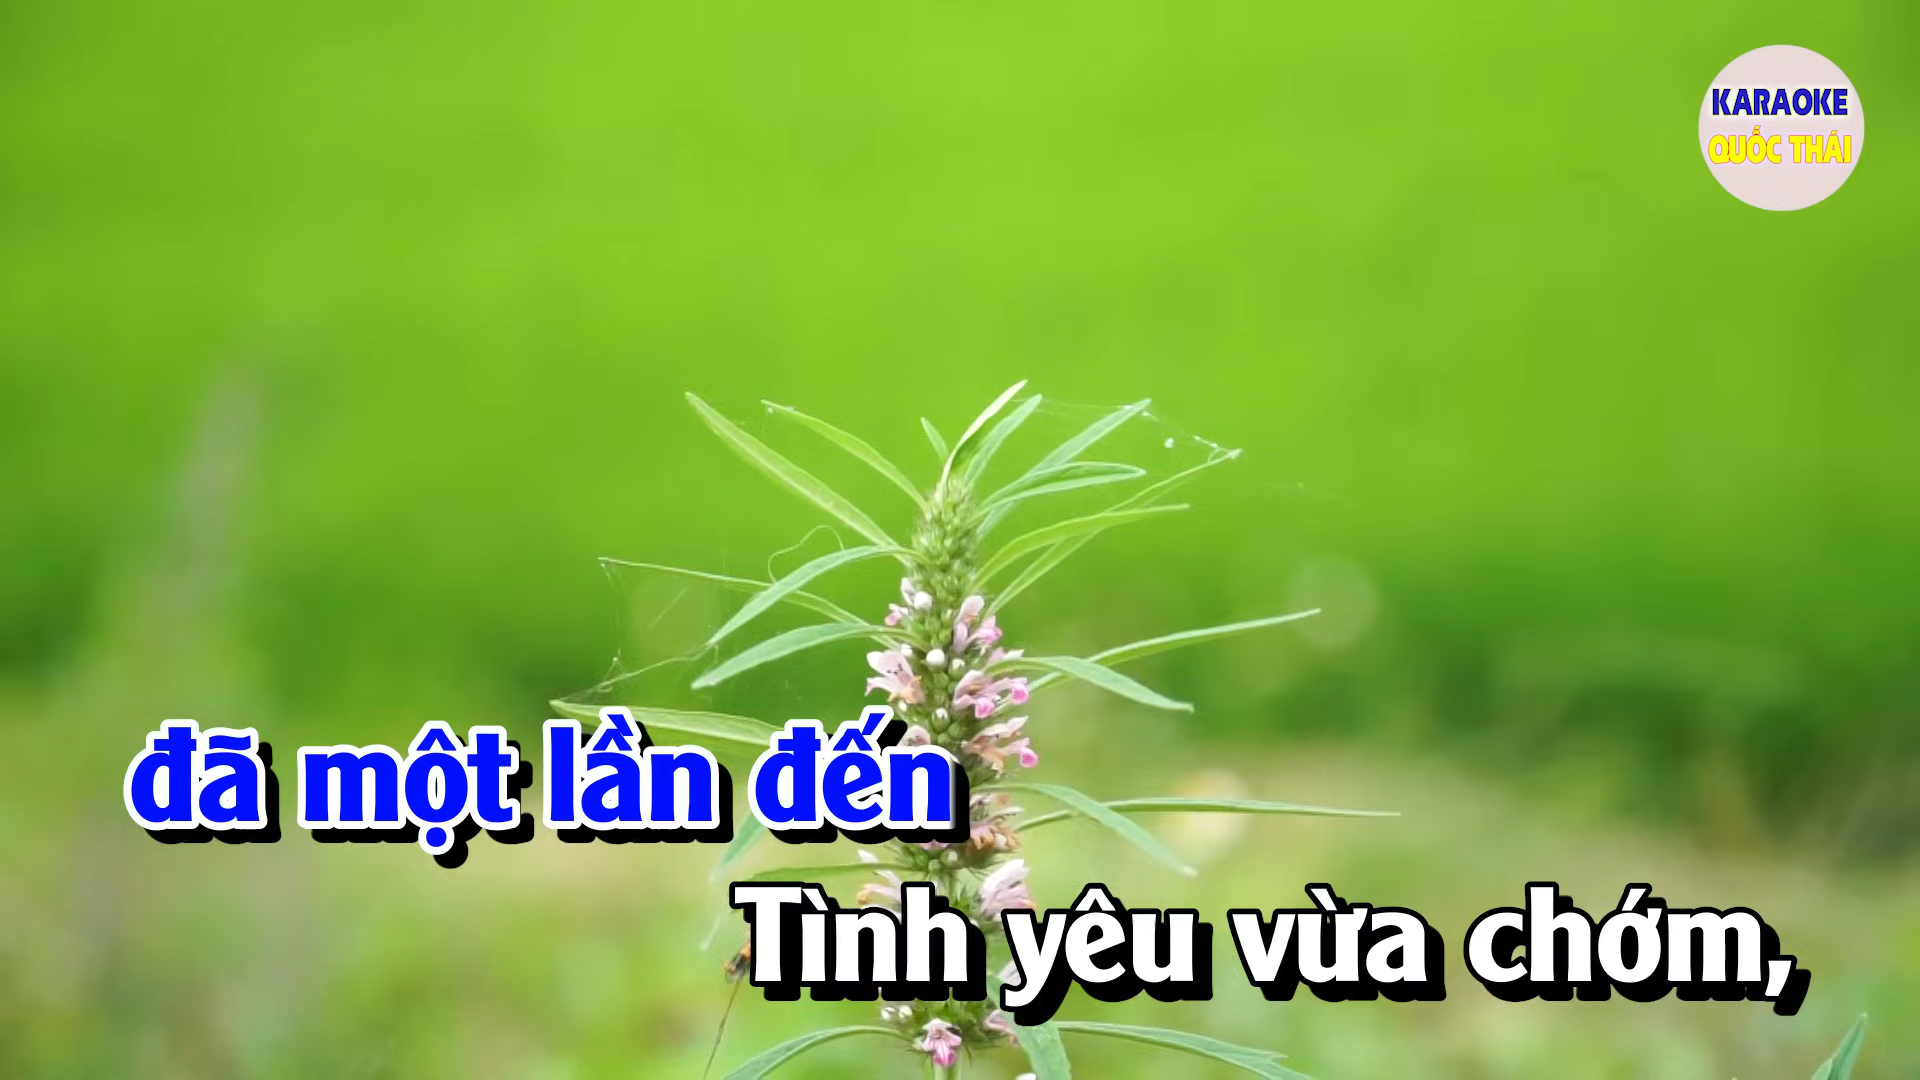 KARAOKE
QUỐC THÁI
đã một lần đến
Tình yêu vừa chớm,